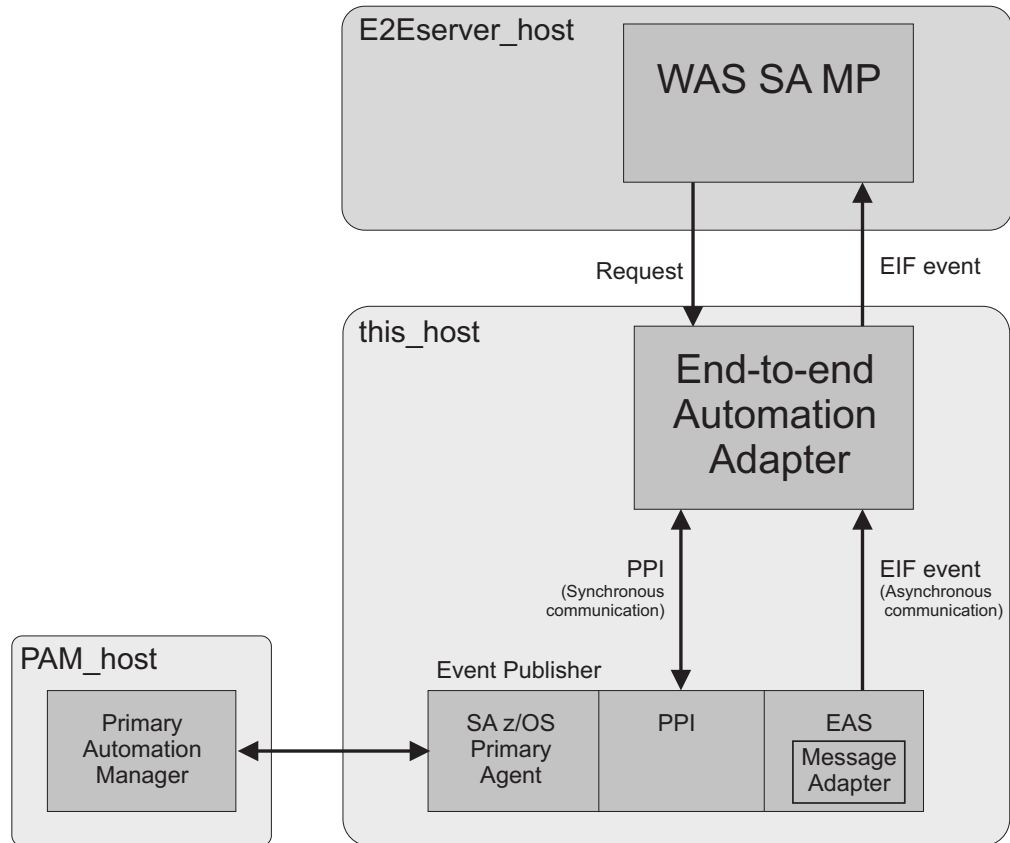 E2Eserver_host
WAS SA MP
Request
EIF event
this_host
End-to-end
Automation
Adapter
PPI
(Synchronous
communication)
EIF event
(Asynchronous
communication)
PAM_host
Primary
Automation
Manager
Event Publisher
SA z/OS
Primary
Agent
PPI
EAS
Message
Adapter